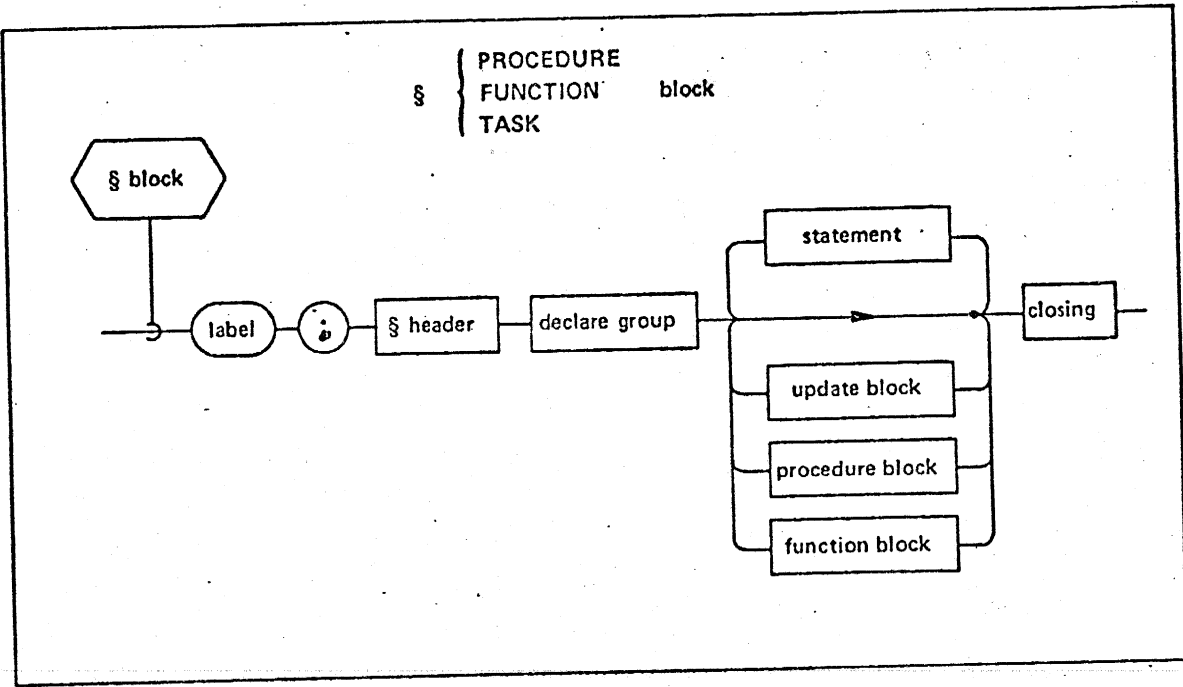 PROCEDURE
§ FUNCTION block
TASK
§ block
statement
label : § header declare group closing
update block
procedure block
function block